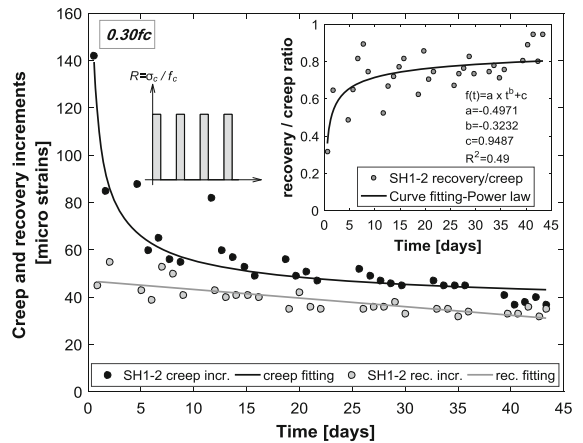 0.30fc
R=σc / fc
Creep and recovery increments
[micro strains]
160
140
120
100
80
60
40
20
0
0 5 10 15 20 25 30 35 40 45
Time [days]
SH1-2 creep incr. creep fitting SH1-2 rec. incr. rec. fitting
recovery / creep ratio
1
0.8
0.6
0.4
0.2
0
f(t)=a x t^b+c
a=-0.4971
b=-0.3232
c=0.9487
R²=0.49
SH1-2 recovery/creep
Curve fitting-Power law
0 5 10 15 20 25 30 35 40 45
Time [days]